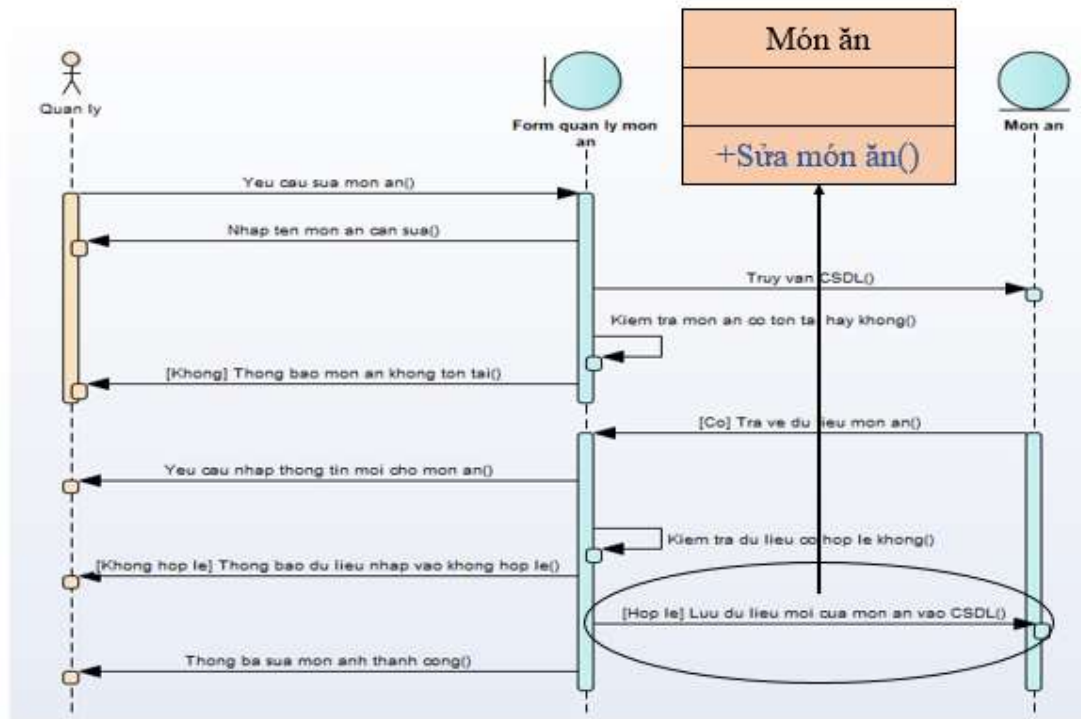 Món ăn
+Sửa món ăn()
Quan ly
Form quan ly mon
an
Mon an
Yeu cau sua mon an()
Nhap ten mon an can sua()
Truy van CSDL()
Kiem tra mon an co ton tai hay khong()
[Khong] Thong bao mon an khong ton tai()
[Co] Tra ve du lieu mon an()
Yeu cau nhap thong tin moi cho mon an()
Kiem tra du lieu co hop le khong()
[Khong hop le] Thong bao du lieu nhap vao khong hop le()
[Hop le] Luu du lieu moi cua mon an vao CSDL()
Thong ba sua mon anh thanh cong()